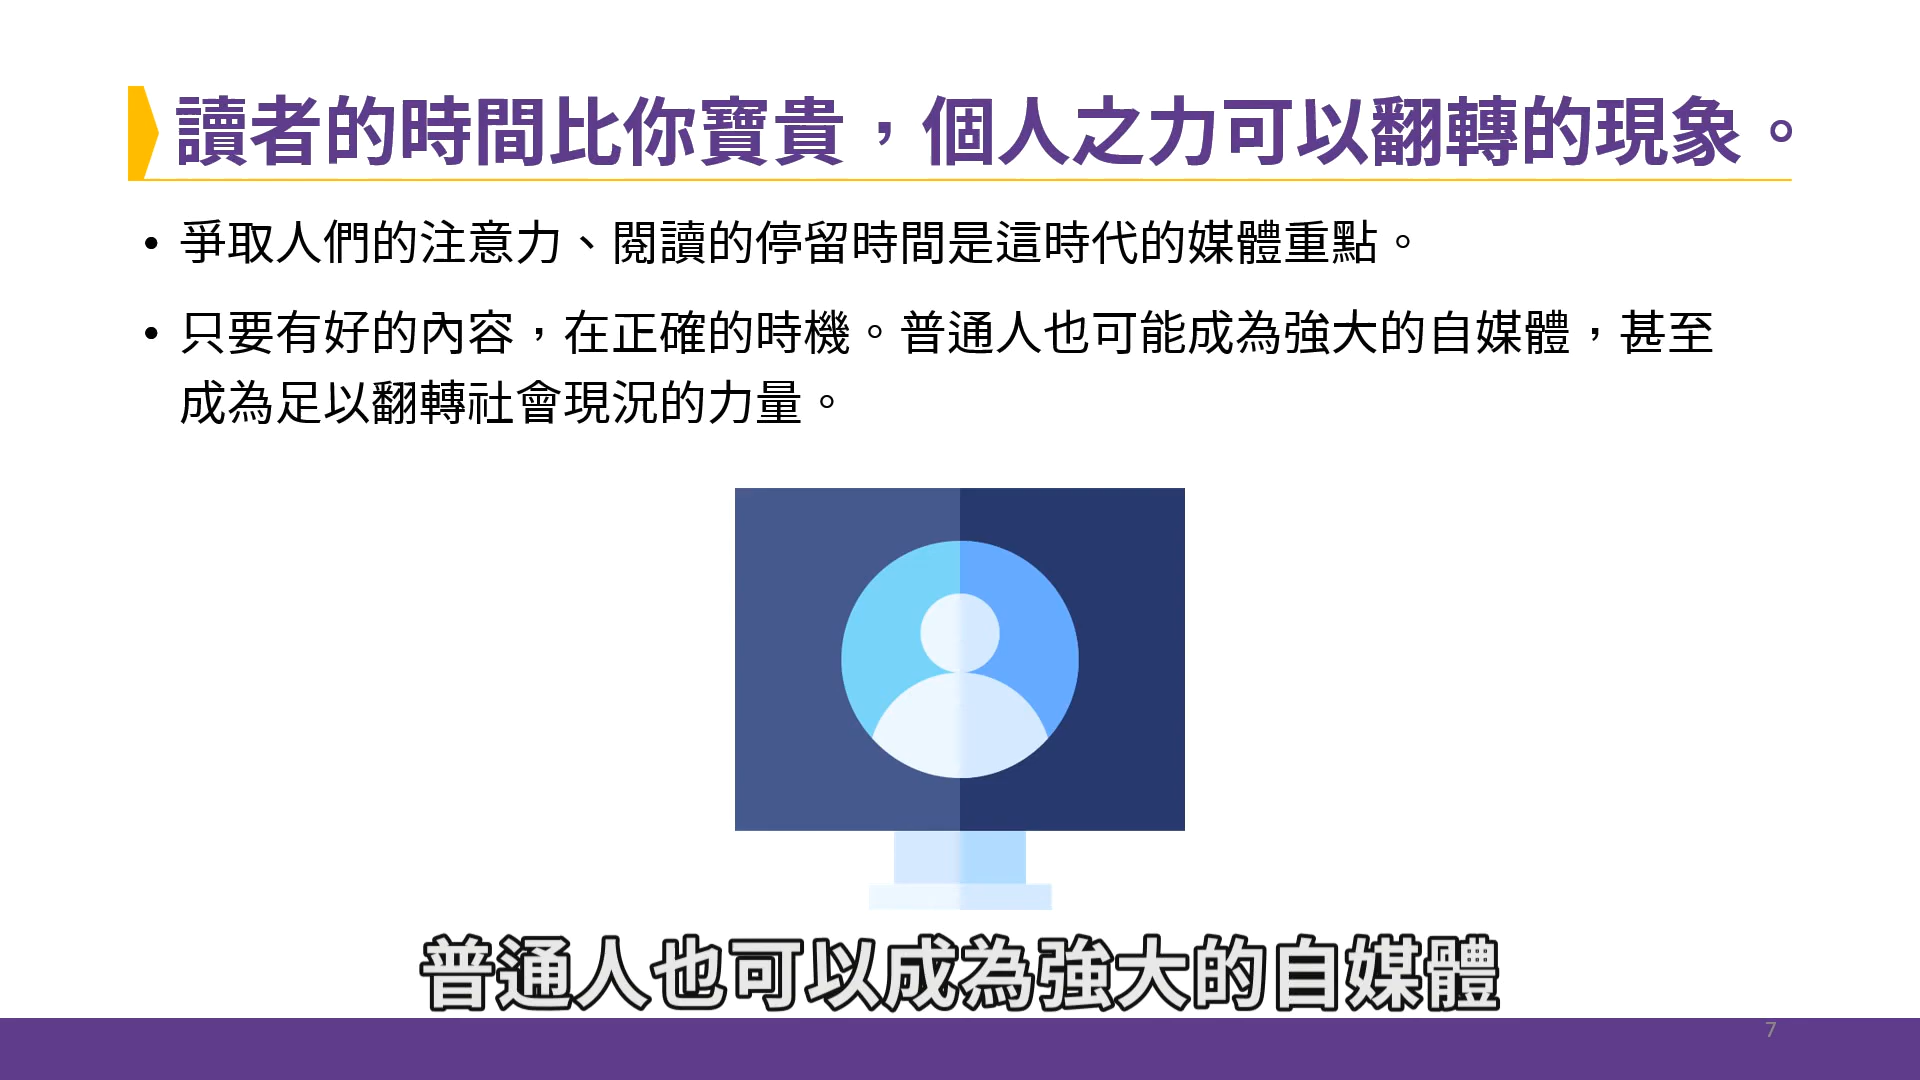 讀者的時間比你寶貴，個人之力可以翻轉的現象。
• 爭取人們的注意力、閱讀的停留時間是這時代的媒體重點。
• 只要有好的內容，在正確的時機。普通人也可能成為強大的自媒體，甚至
成為足以翻轉社會現況的力量。
普通人也可以成為強大的自媒體
7